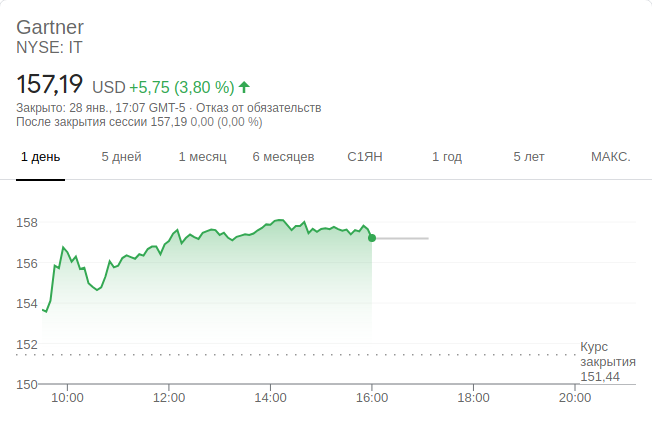 Gartner
NYSE: IT
157,19 USD +5,75 (3,80 %)
Закрыто: 28 янв., 17:07 GMT-5 · Отказ от обязательств
После закрытия сессии 157,19 0,00 (0,00 %)
1 день 5 дней 1 месяц 6 месяцев С1ЯН 1 год 5 лет МАКС.
158
156
154
152
150
Курс
закрытия
151,44
10:00 12:00 14:00 16:00 18:00 20:00